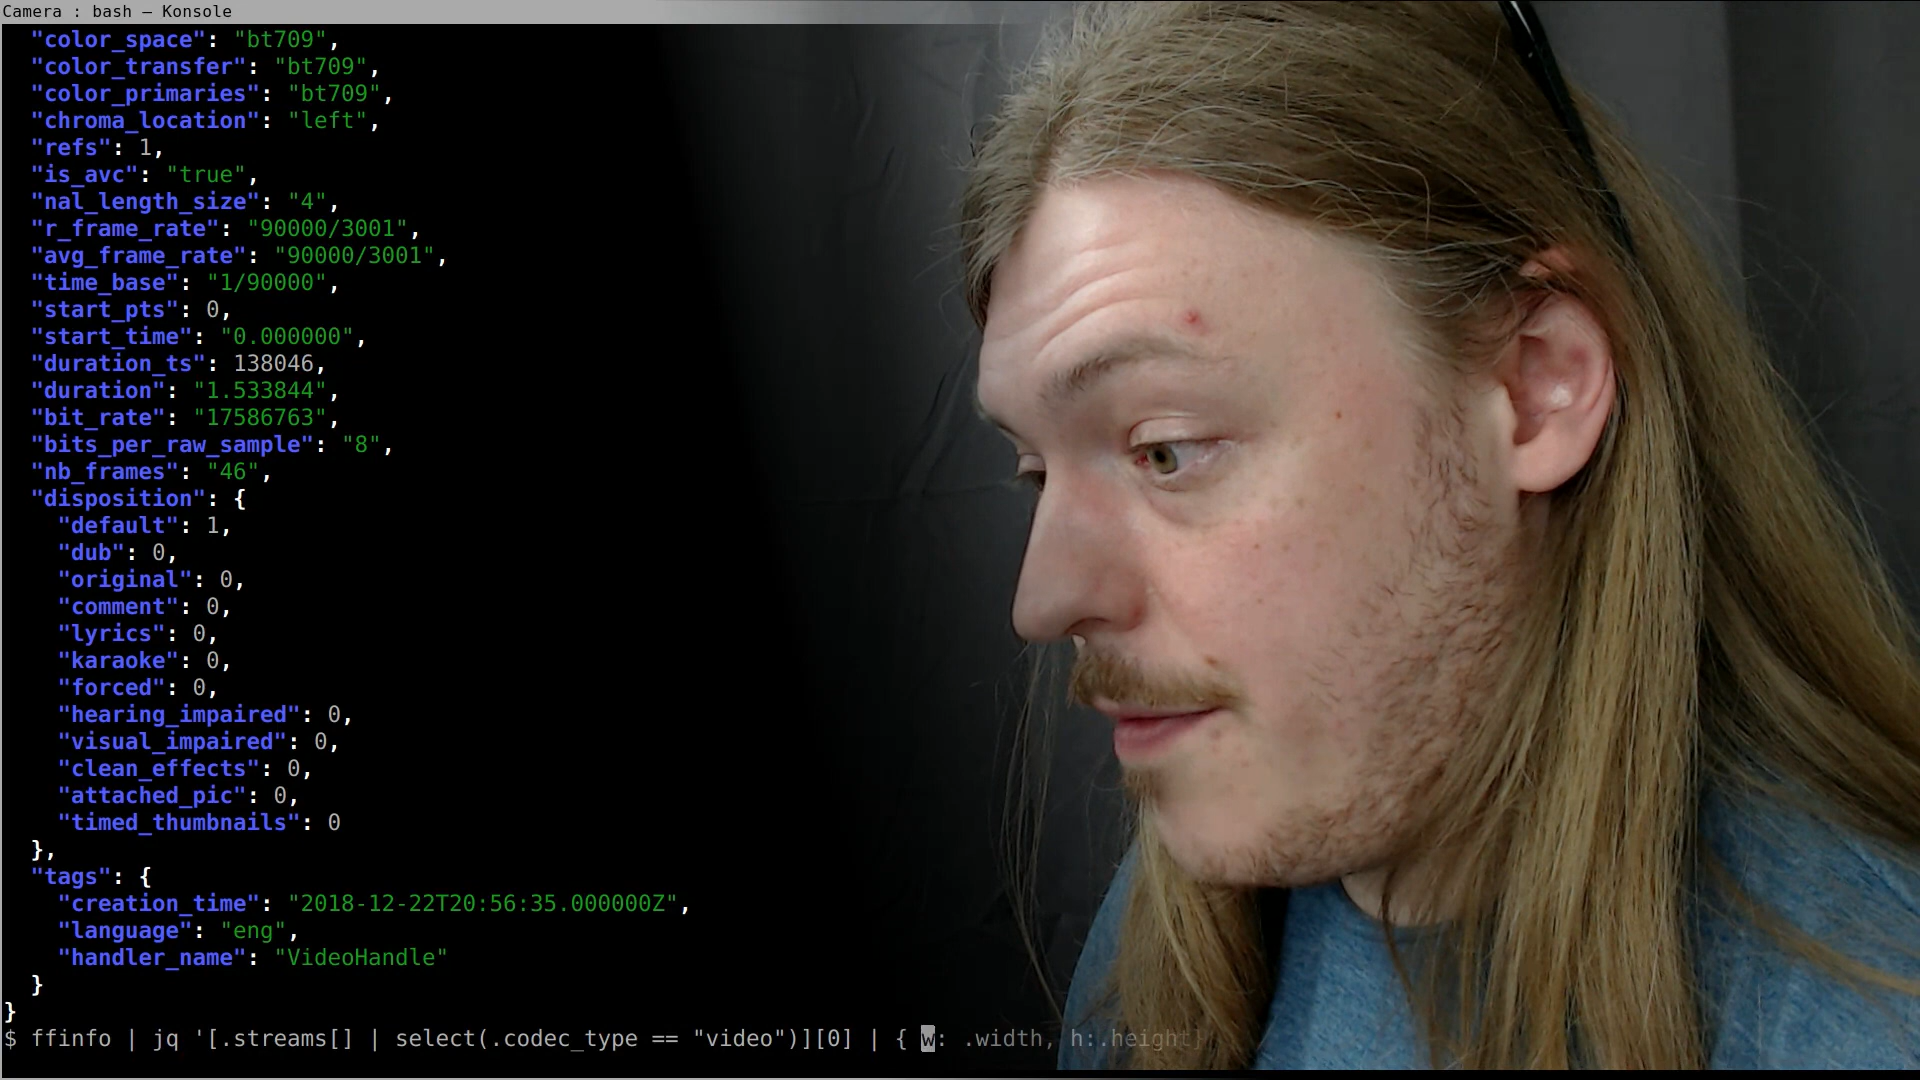 Camera : bash — Konsole
"color_space": "bt709",
"color_transfer": "bt709",
"color_primaries": "bt709",
"chroma_location": "left",
"refs": 1,
"is_avc": "true",
"nal_length_size": "4",
"r_frame_rate": "90000/3001",
"avg_frame_rate": "90000/3001",
"time_base": "1/90000",
"start_pts": 0,
"start_time": "0.000000",
"duration_ts": 138046,
"duration": "1.533844",
"bit_rate": "17586763",
"bits_per_raw_sample": "8",
"nb_frames": "46",
"disposition": {
"default": 1,
"dub": 0,
"original": 0,
"comment": 0,
"lyrics": 0,
"karaoke": 0,
"forced": 0,
"hearing_impaired": 0,
"visual_impaired": 0,
"clean_effects": 0,
"attached_pic": 0,
"timed_thumbnails": 0
},
"tags": {
"creation_time": "2018-12-22T20:56:35.000000Z",
"language": "eng",
"handler_name": "VideoHandle"
}
}
$ ffinfo | jq '[.streams[] | select(.codec_type == "video")][0] | { w: .width, h:.height}